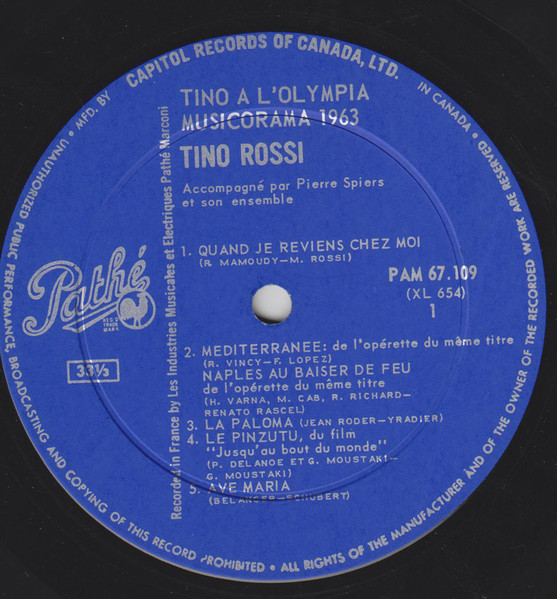 MFD. BY CAPITOL RECORDS OF CANADA, LTD. IN CANADA • ALL RIGHTS OF THE MANUFACTURER AND OF THE OWNER OF THE RECORDED WORK ARE RESERVED •
UNAUTHORIZED PUBLIC PERFORMANCE, BROADCASTING AND COPYING OF THIS RECORD PROHIBITED •
TINO A L'OLYMPIA
MUSICORAMA 1963
TINO ROSSI
Accompagné par Pierre Spiers
et son ensemble
Recorded in France by Les Industries Musicales et Electriques Pathé Marconi
1. QUAND JE REVIENS CHEZ MOI
(R. MAMOUDY—M. ROSSI)
PAM 67.109
(XL 654)
1
Pathé
REG'D
TRADE
MARK
33⅓
2. MEDITERRANEE: de l'opérette du même titre
(R. VINCY—F. LOPEZ)
NAPLES AU BAISER DE FEU
de l'opérette du même titre
(H. VARNA, M. CAB, R. RICHARD—
RENATO RASCEL)
3. LA PALOMA (JEAN RODER—YRADIER)
4. LE PINZUTU, du film
"Jusqu'au bout du monde"
(P. DELANOE ET G. MOUSTAKI—
G. MOUSTAKI)
5. AVE MARIA
(BELANGER—SCHUBERT)